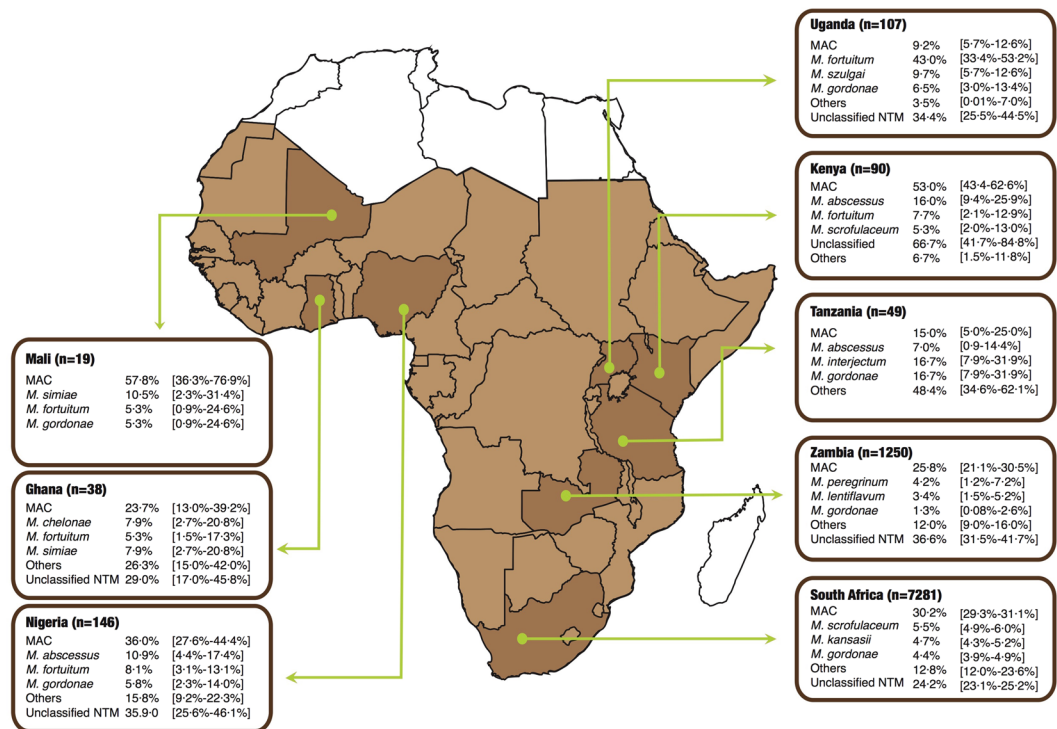 Uganda (n=107)
MAC 9·2% [5·7%-12·6%]
M. fortuitum 43·0% [33·4%-53·2%]
M. szulgai 9·7% [5·7%-12·6%]
M. gordonae 6·5% [3·0%-13·4%]
Others 3·5% [0·01%-7·0%]
Unclassified NTM 34·4% [25·5%-44·5%]
Kenya (n=90)
MAC 53·0% [43·4-62·6%]
M. abscessus 16·0% [9·4%-25·9%]
M. fortuitum 7·7% [2·1%-12·9%]
M. scrofulaceum 5·3% [2·0%-13·0%]
Unclassified 66·7% [41·7%-84·8%]
Others 6·7% [1·5%-11·8%]
Tanzania (n=49)
MAC 15·0% [5·0%-25·0%]
M. abscessus 7·0% [0·9-14·4%]
M. interjectum 16·7% [7·9%-31·9%]
M. gordonae 16·7% [7·9%-31·9%]
Others 48·4% [34·6%-62·1%]
Zambia (n=1250)
MAC 25·8% [21·1%-30·5%]
M. peregrinum 4·2% [1·2%-7·2%]
M. lentiflavum 3·4% [1·5%-5·2%]
M. gordonae 1·3% [0·08%-2·6%]
Others 12·0% [9·0%-16·0%]
Unclassified NTM 36·6% [31·5%-41·7%]
South Africa (n=7281)
MAC 30·2% [29·3%-31·1%]
M. scrofulaceum 5·5% [4·9%-6·0%]
M. kansasii 4·7% [4·3%-5·2%]
M. gordonae 4·4% [3·9%-4·9%]
Others 12·8% [12·0%-23·6%]
Unclassified NTM 24·2% [23·1%-25·2%]
Mali (n=19)
MAC 57·8% [36·3%-76·9%]
M. simiae 10·5% [2·3%-31·4%]
M. fortuitum 5·3% [0·9%-24·6%]
M. gordonae 5·3% [0·9%-24·6%]
Ghana (n=38)
MAC 23·7% [13·0%-39·2%]
M. chelonae 7·9% [2·7%-20·8%]
M. fortuitum 5·3% [1·5%-17·3%]
M. simiae 7·9% [2·7%-20·8%]
Others 26·3% [15·0%-42·0%]
Unclassified NTM 29·0% [17·0%-45·8%]
Nigeria (n=146)
MAC 36·0% [27·6%-44·4%]
M. abscessus 10·9% [4·4%-17·4%]
M. fortuitum 8·1% [3·1%-13·1%]
M. gordonae 5·8% [2·3%-14·0%]
Others 15·8% [9·2%-22·3%]
Unclassified NTM 35.9·0 [25·6%-46·1%]